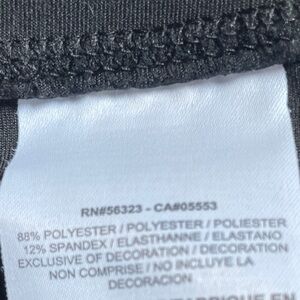 RN#56323 - CA#05553
88% POLYESTER / POLYESTER / POLIESTER
12% SPANDEX / ELASTHANNE / ELASTANO
EXCLUSIVE OF DECORATION / DECORATION
NON COMPRISE / NO INCLUYE LA
DECORACION